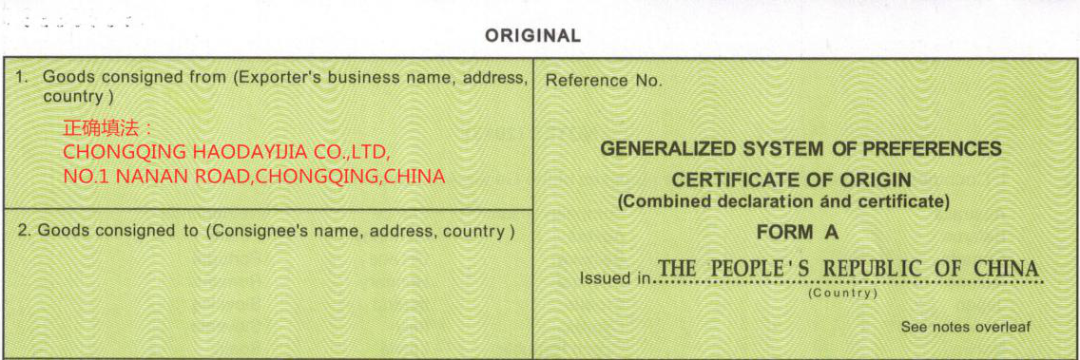 ORIGINAL
1. Goods consigned from (Exporter's business name, address,
country )
正确填法：
CHONGQING HAODAYIJIA CO.,LTD,
NO.1 NANAN ROAD,CHONGQING,CHINA
2. Goods consigned to (Consignee's name, address, country )
Reference No.
GENERALIZED SYSTEM OF PREFERENCES
CERTIFICATE OF ORIGIN
(Combined declaration ánd certificate)
FORM A
Issued in THE PEOPLE'S REPUBLIC OF CHINA
(Country)
See notes overleaf